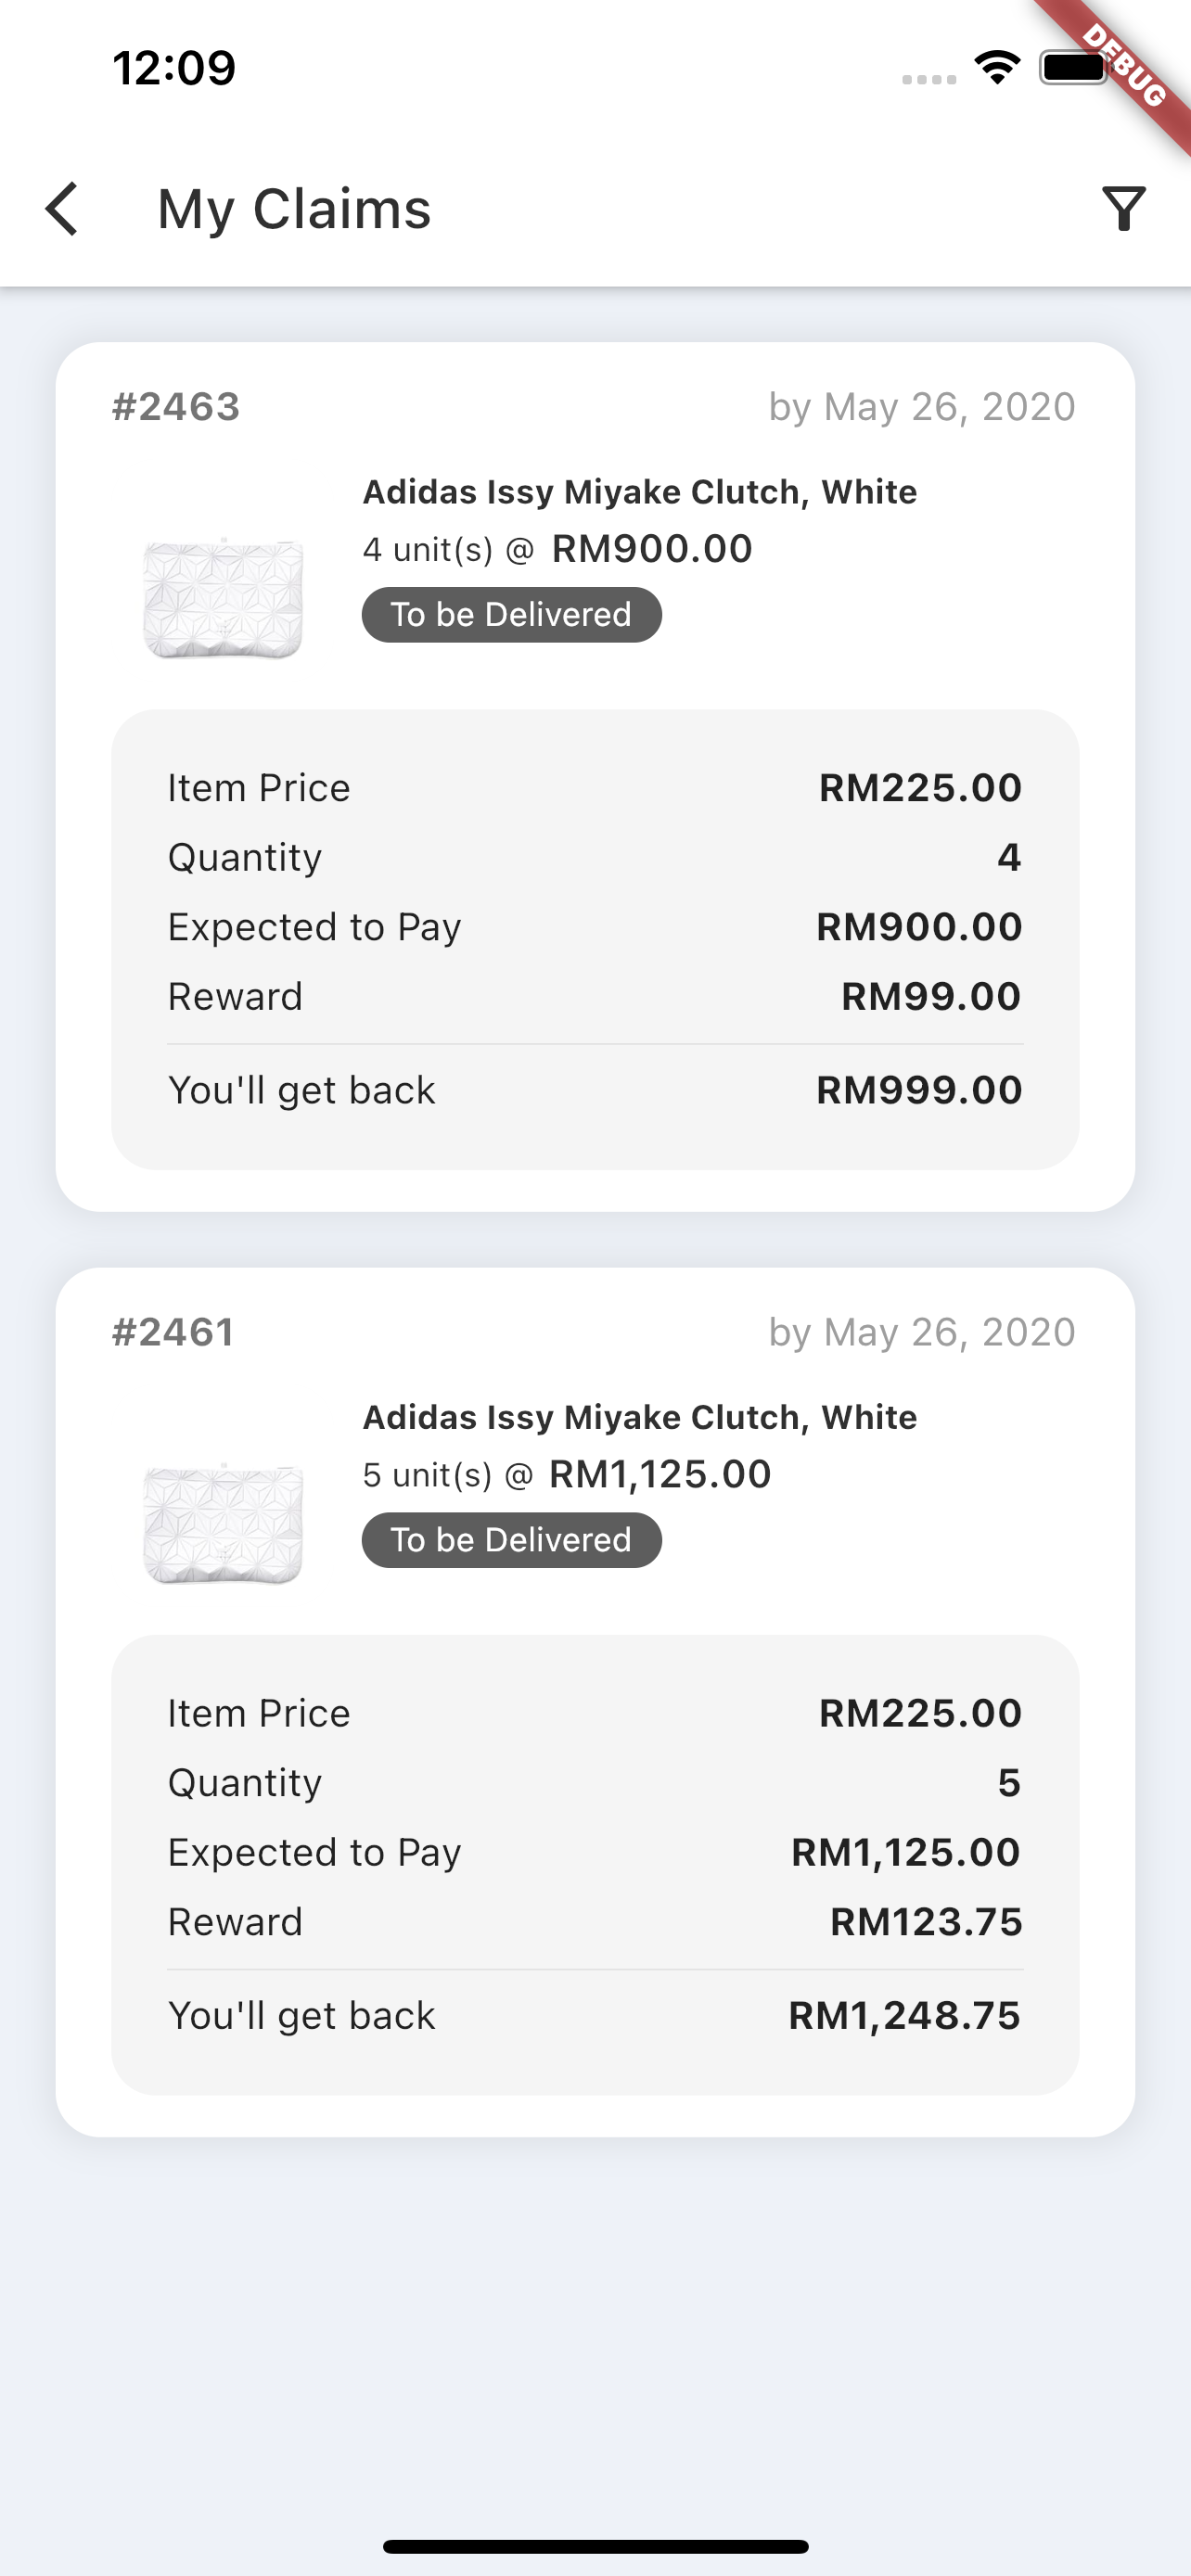 12:09
DEBUG
My Claims
#2463 by May 26, 2020
Adidas Issy Miyake Clutch, White
4 unit(s) @ RM900.00
To be Delivered
Item Price RM225.00
Quantity 4
Expected to Pay RM900.00
Reward RM99.00
You'll get back RM999.00
#2461 by May 26, 2020
Adidas Issy Miyake Clutch, White
5 unit(s) @ RM1,125.00
To be Delivered
Item Price RM225.00
Quantity 5
Expected to Pay RM1,125.00
Reward RM123.75
You'll get back RM1,248.75